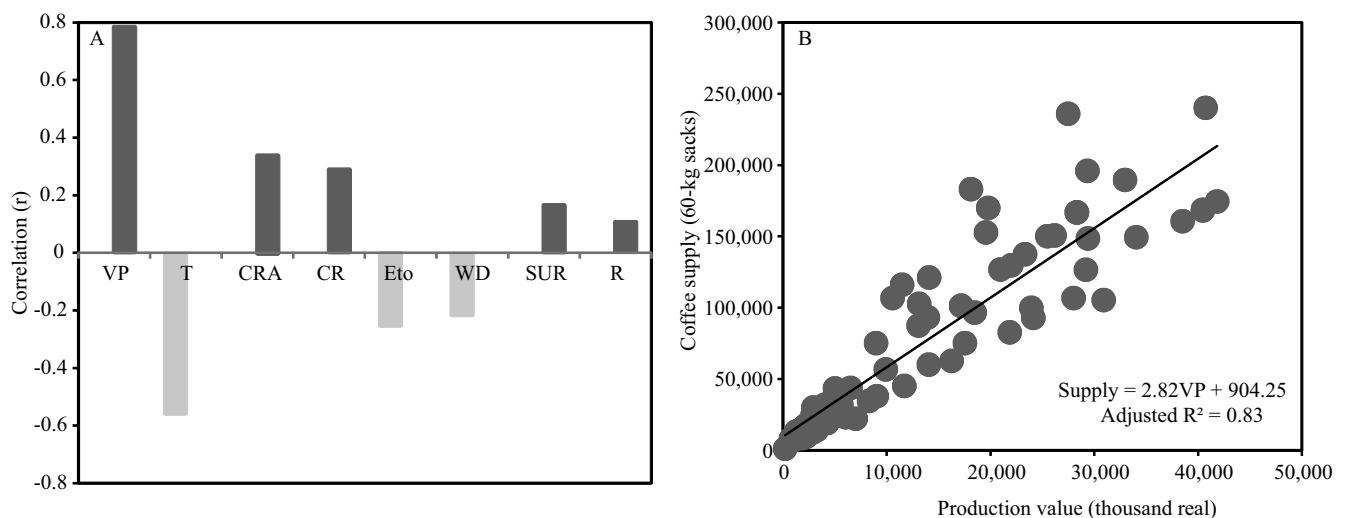 A
0.8
0.6
0.4
0.2
0
-0.2
-0.4
-0.6
-0.8
Correlation (r)
VP T CRA CR Eto WD SUR R
B
300,000
250,000
200,000
150,000
100,000
50,000
0
Coffee supply (60-kg sacks)
Supply = 2.82VP + 904.25
Adjusted R² = 0.83
0 10,000 20,000 30,000 40,000 50,000
Production value (thousand real)